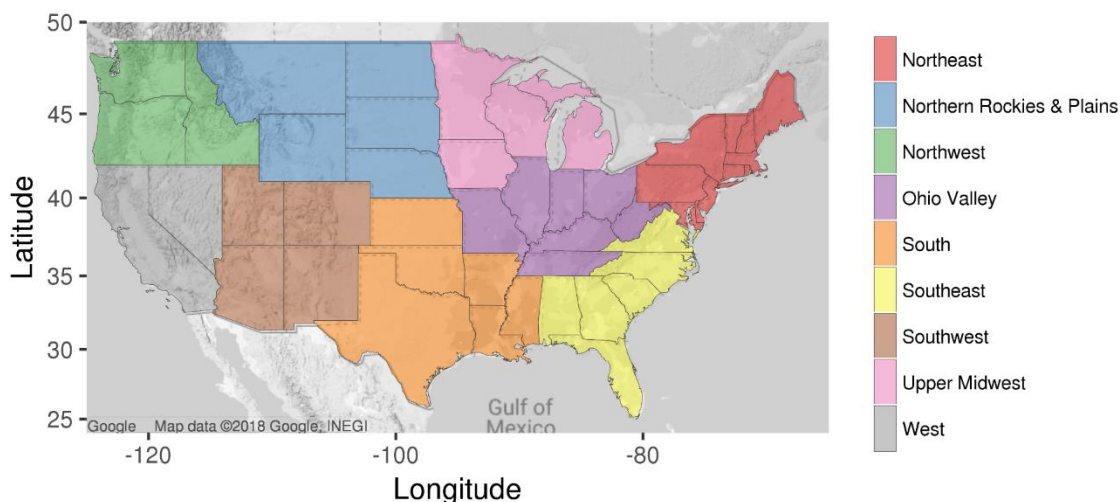 50
45
40
35
30
25
Latitude
-120
-100
-80
Longitude
Gulf of
Mexico
Google
Map data ©2018 Google, INEGI
Northeast
Northern Rockies & Plains
Northwest
Ohio Valley
South
Southeast
Southwest
Upper Midwest
West